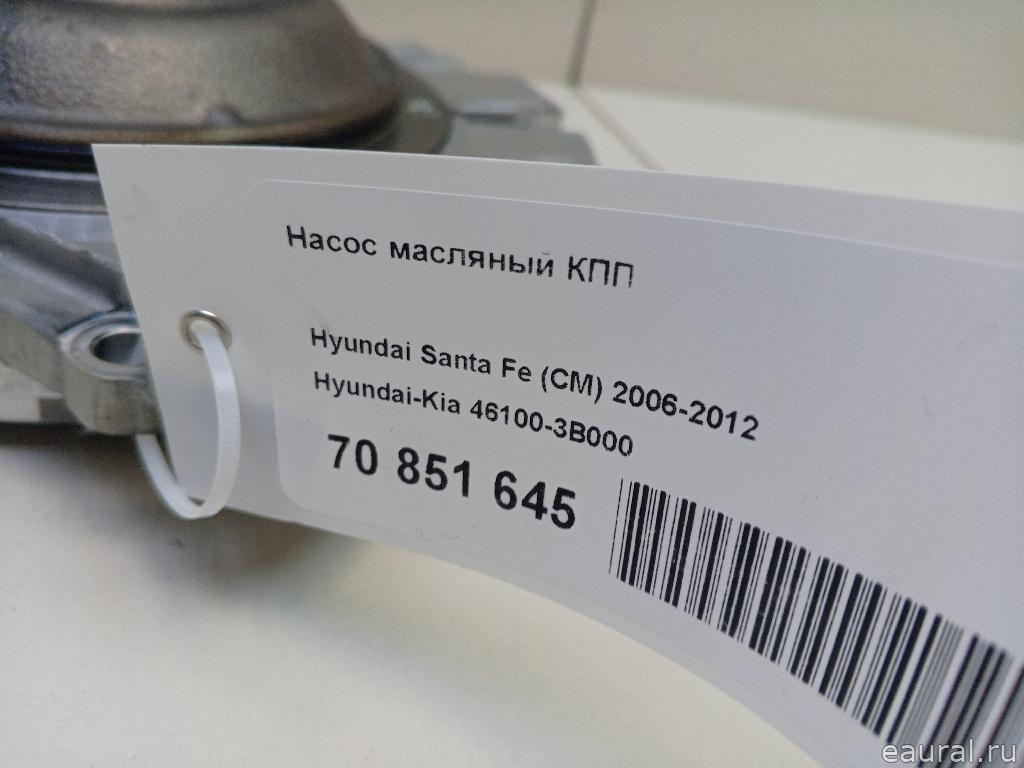 Насос масляный КПП
Hyundai Santa Fe (CM) 2006-2012
Hyundai-Kia 46100-3B000
70 851 645
eaural.ru